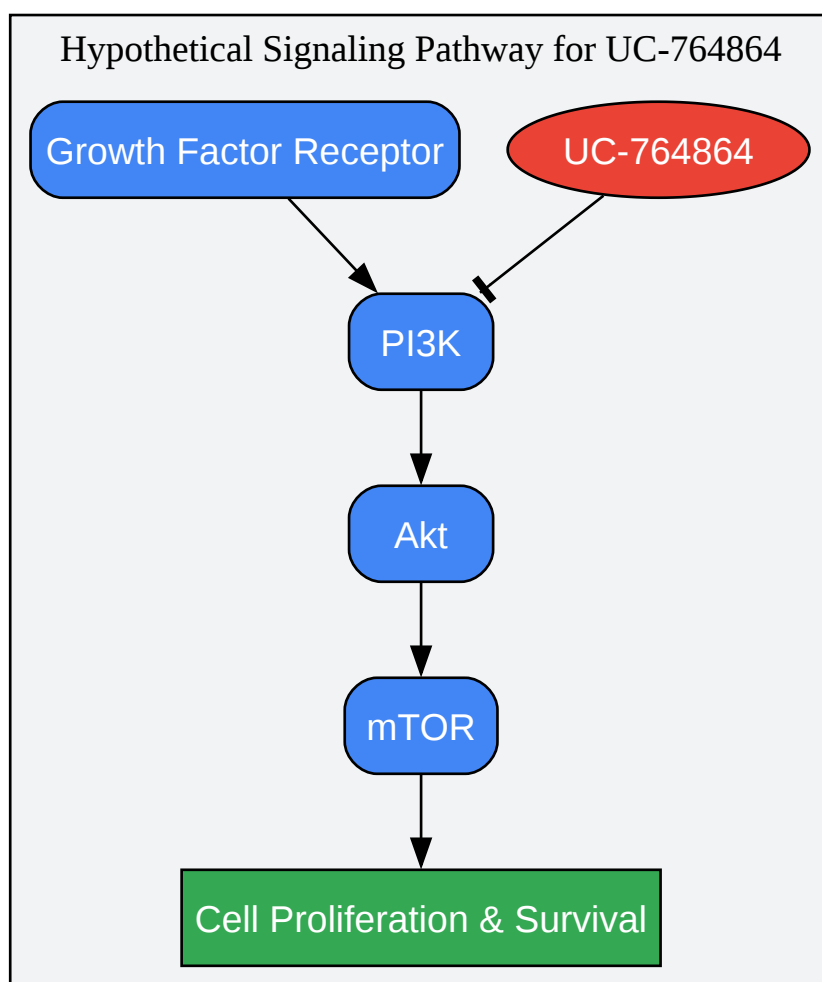 Hypothetical Signaling Pathway for UC-764864
Growth Factor Receptor
UC-764864
PI3K
Akt
mTOR
Cell Proliferation & Survival